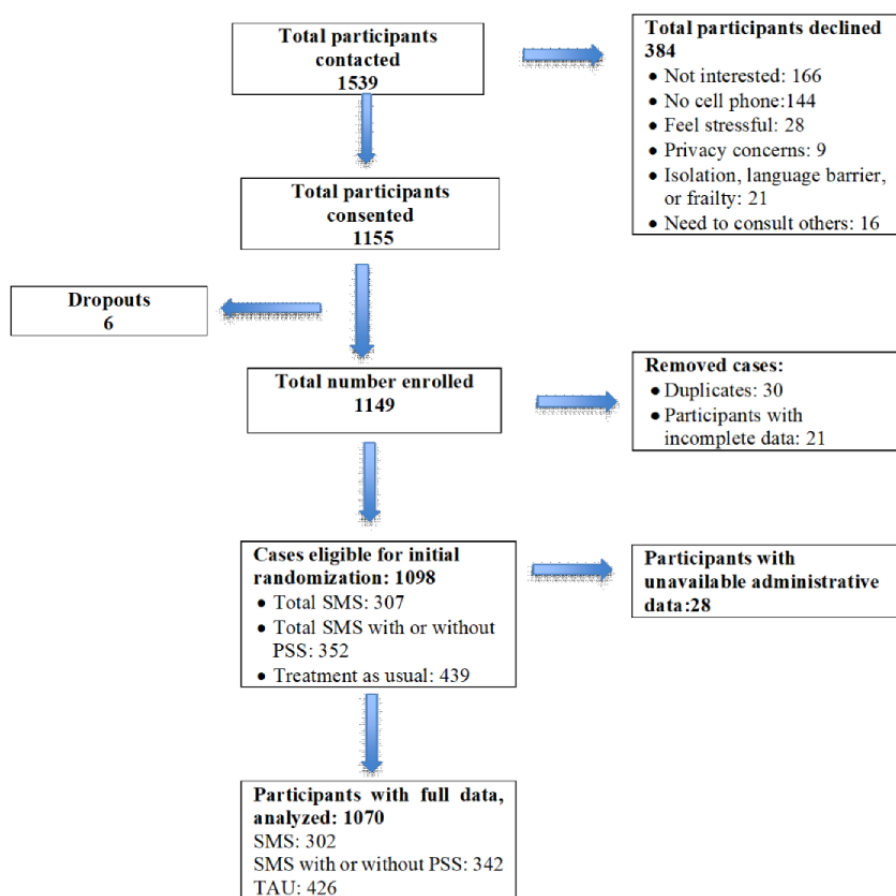 Total participants
contacted
1539
Total participants declined
384
• Not interested: 166
• No cell phone:144
• Feel stressful: 28
• Privacy concerns: 9
• Isolation, language barrier,
or frailty: 21
• Need to consult others: 16
Total participants
consented
1155
Dropouts
6
Total number enrolled
1149
Removed cases:
• Duplicates: 30
• Participants with
incomplete data: 21
Cases eligible for initial
randomization: 1098
• Total SMS: 307
• Total SMS with or without
PSS: 352
• Treatment as usual: 439
Participants with
unavailable administrative
data:28
Participants with full data,
analyzed: 1070
SMS: 302
SMS with or without PSS: 342
TAU: 426